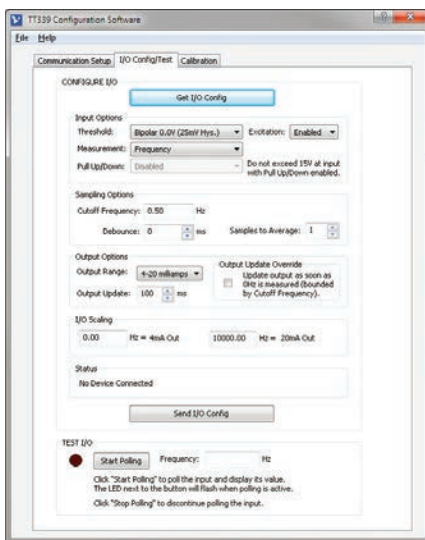 TT339 Configuration Software
File Help
Communication Setup I/O Config/Test Calibration
CONFIGURE I/O
Get I/O Config
Input Options
Threshold: Bipolar 0.0V (25mV Hys.) Excitation: Enabled
Measurement: Frequency
Pull Up/Down: Disabled Do not exceed 15V at input
with Pull Up/Down enabled.
Sampling Options
Cutoff Frequency: 0.50 Hz
Debounce: 0 ms Samples to Average: 1
Output Options
Output Range: 4-20 milliamps
Output Update: 100 ms
Output Update Override
Update output as soon as
0Hz is measured (bounded
by Cutoff Frequency).
I/O Scaling
0.00 Hz = 4mA Out 10000.00 Hz = 20mA Out
Status
No Device Connected
Send I/O Config
TEST I/O
Start Polling Frequency: Hz
Click "Start Polling" to poll the input and display its value.
The LED next to the button will flash when polling is active.
Click "Stop Polling" to discontinue polling the input.